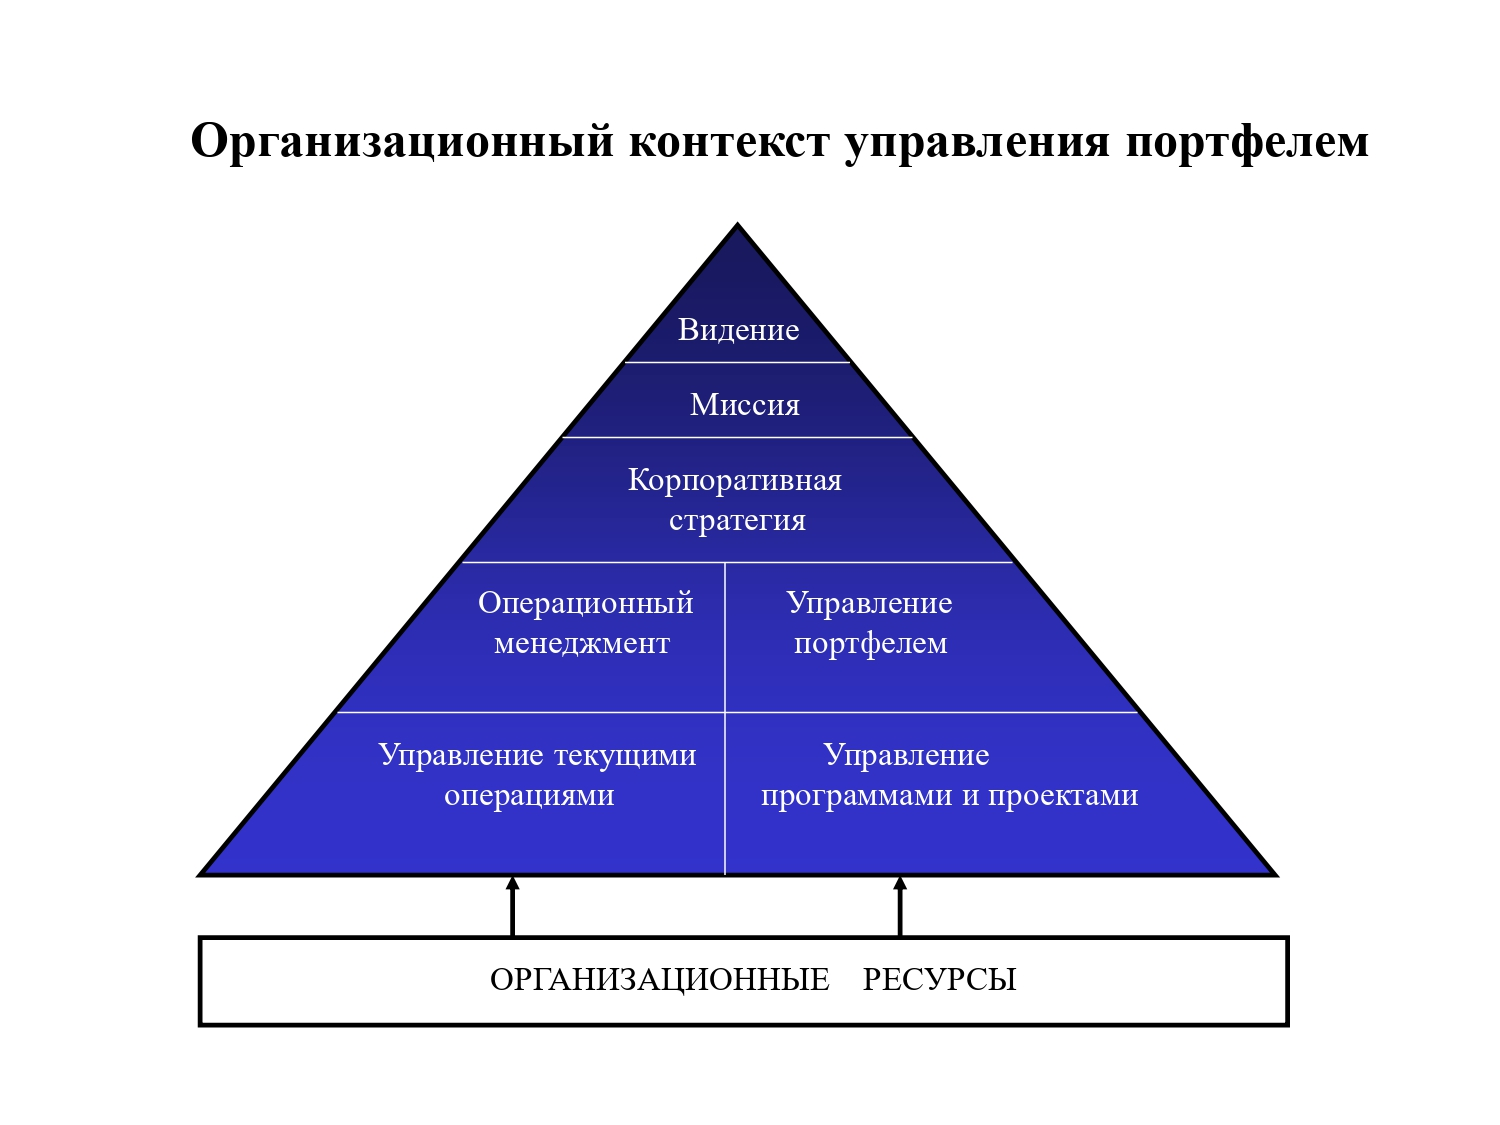 Организационный контекст управления портфелем
Видение
Миссия
Корпоративная
стратегия
Операционный
менеджмент
Управление
портфелем
Управление текущими
операциями
Управление
программами и проектами
ОРГАНИЗАЦИОННЫЕ РЕСУРСЫ